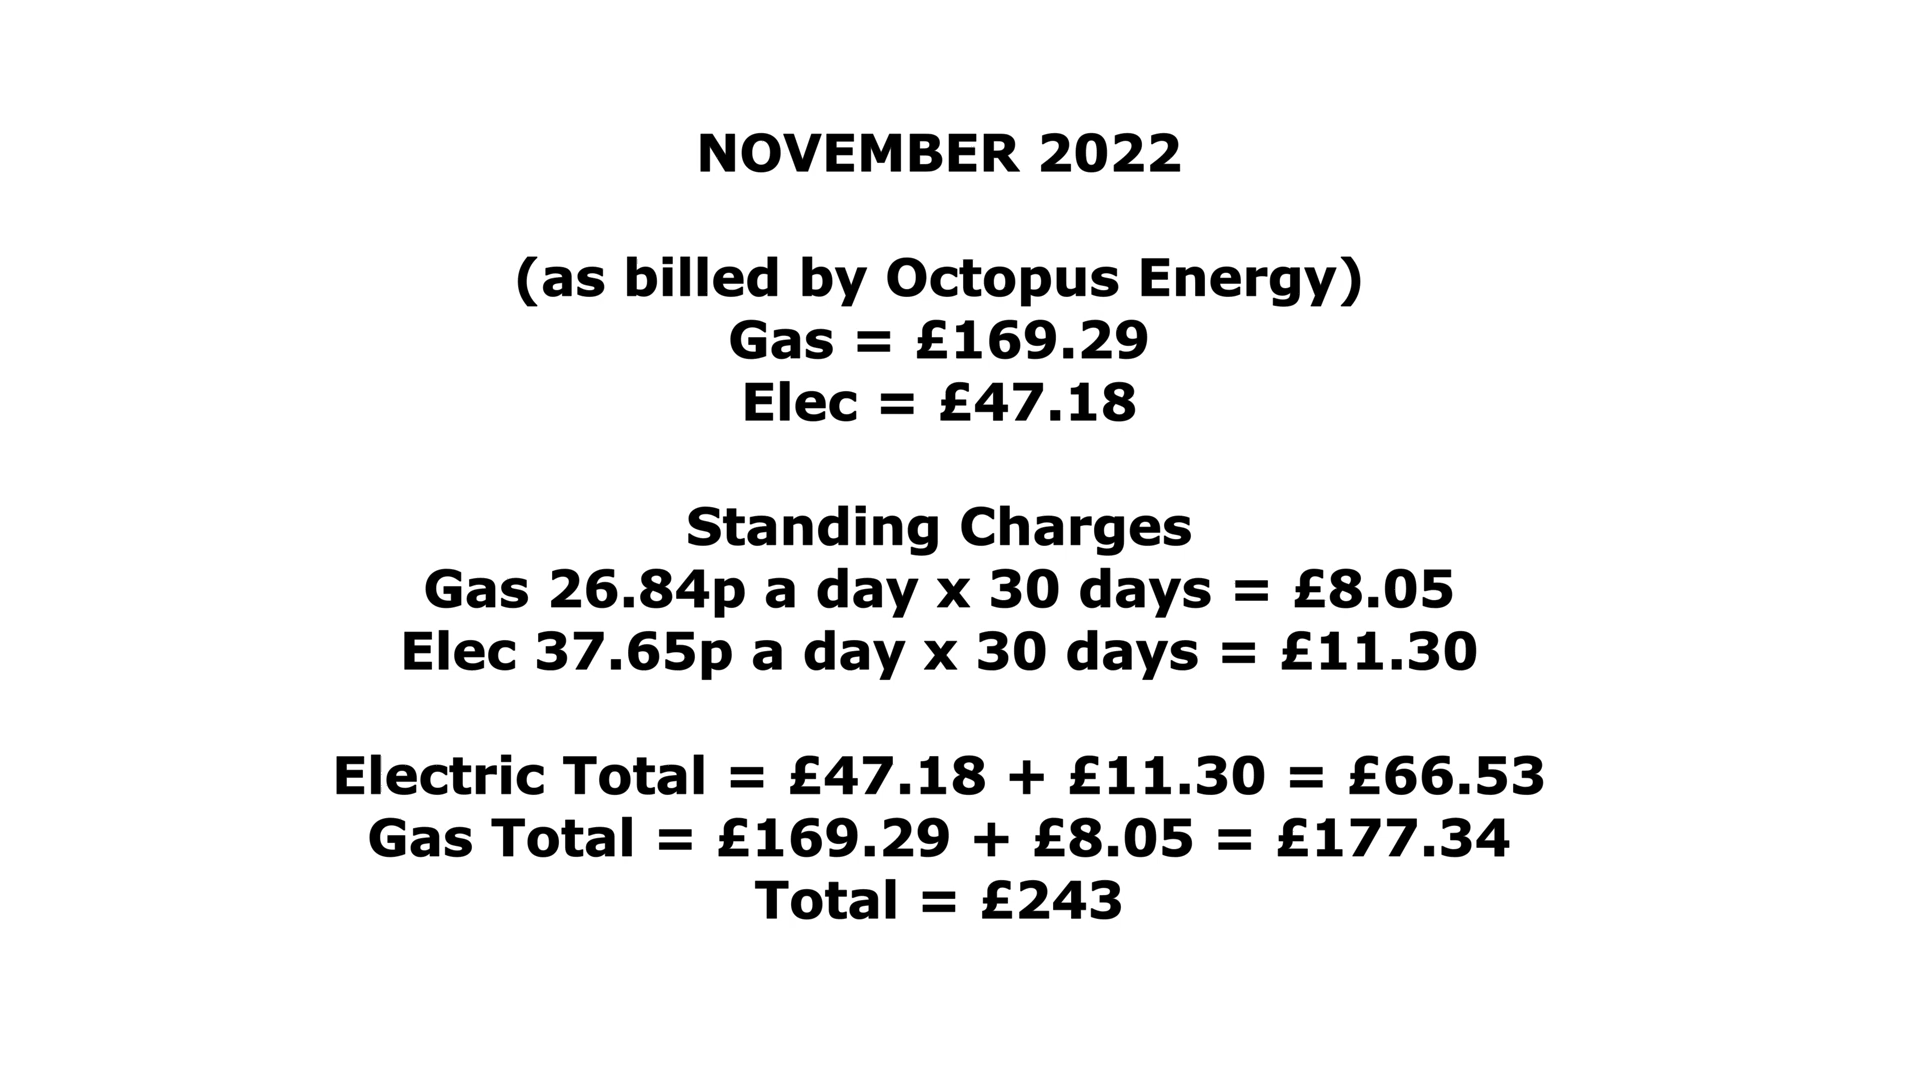 NOVEMBER 2022
(as billed by Octopus Energy)
Gas = £169.29
Elec = £47.18
Standing Charges
Gas 26.84p a day x 30 days = £8.05
Elec 37.65p a day x 30 days = £11.30
Electric Total = £47.18 + £11.30 = £66.53
Gas Total = £169.29 + £8.05 = £177.34
Total = £243